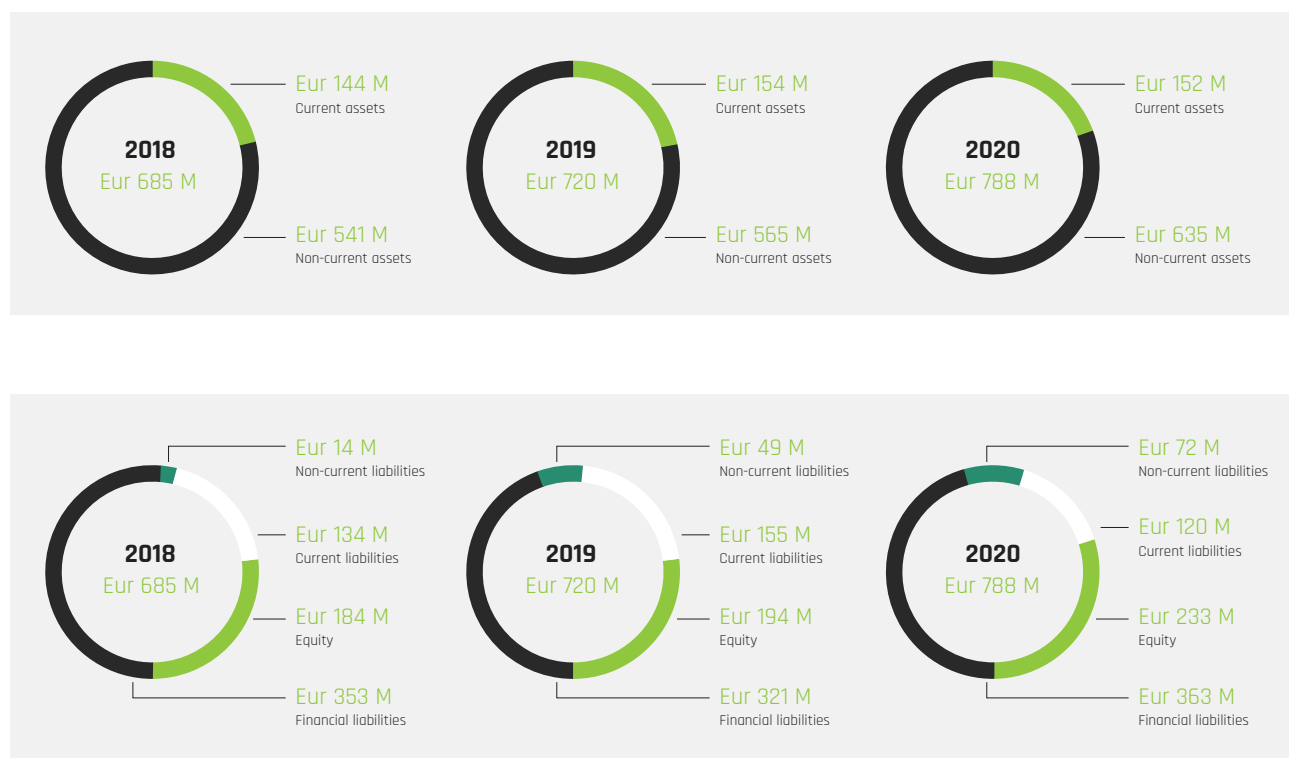 2018
Eur 685 M
Eur 144 M
Current assets
Eur 541 M
Non-current assets
2019
Eur 720 M
Eur 154 M
Current assets
Eur 565 M
Non-current assets
2020
Eur 788 M
Eur 152 M
Current assets
Eur 635 M
Non-current assets
2018
Eur 685 M
Eur 14 M
Non-current liabilities
Eur 134 M
Current liabilities
Eur 184 M
Equity
Eur 353 M
Financial liabilities
2019
Eur 720 M
Eur 49 M
Non-current liabilities
Eur 155 M
Current liabilities
Eur 194 M
Equity
Eur 321 M
Financial liabilities
2020
Eur 788 M
Eur 72 M
Non-current liabilities
Eur 120 M
Current liabilities
Eur 233 M
Equity
Eur 363 M
Financial liabilities